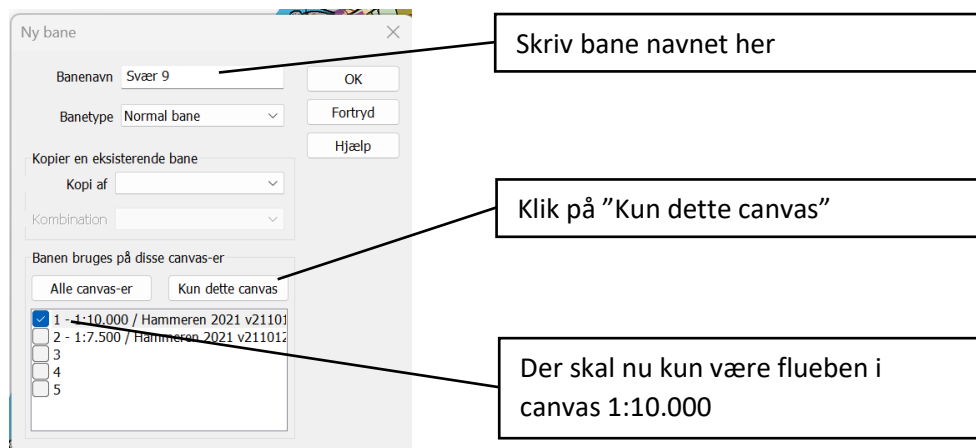 Ny bane
Skriv bane navnet her
Banenavn Svær 9
OK
Banetype Normal bane
Fortryd
Hjælp
Kopier en eksisterende bane
Kopi af
Kombination
Klik på ”Kun dette canvas”
Banen bruges på disse canvas-er
Alle canvas-er Kun dette canvas
1 - 1:10.000 / Hammeren 2021 v21101
2 - 1:7.500 / Hammeren 2021 v211012
3
4
5
Der skal nu kun være flueben i
canvas 1:10.000